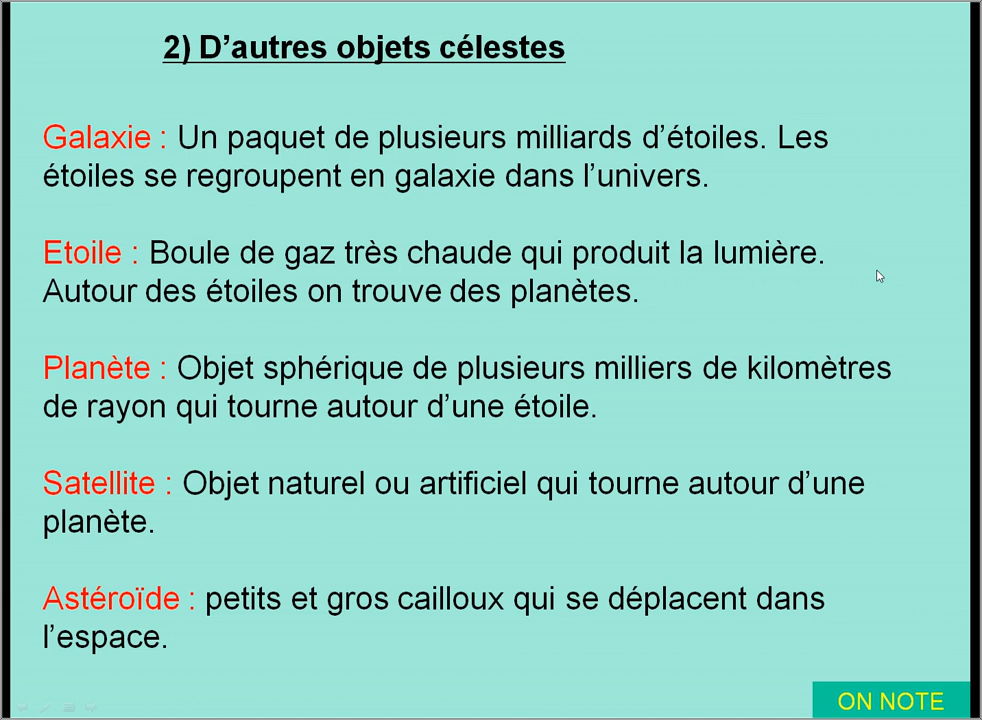 2) D’autres objets célestes
Galaxie : Un paquet de plusieurs milliards d’étoiles. Les
étoiles se regroupent en galaxie dans l’univers.
Etoile : Boule de gaz très chaude qui produit la lumière.
Autour des étoiles on trouve des planètes.
Planète : Objet sphérique de plusieurs milliers de kilomètres
de rayon qui tourne autour d’une étoile.
Satellite : Objet naturel ou artificiel qui tourne autour d’une
planète.
Astéroïde : petits et gros cailloux qui se déplacent dans
l’espace.
ON NOTE